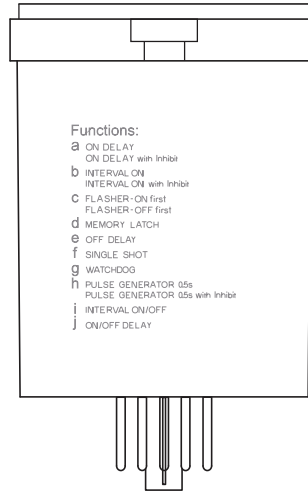 Functions:
a ON DELAY
ON DELAY with Inhibit
b INTERVAL ON
INTERVAL ON with Inhibit
c FLASHER-ON first
FLASHER-OFF first
d MEMORY LATCH
e OFF DELAY
f SINGLE SHOT
g WATCHDOG
h PULSE GENERATOR 0.5s
PULSE GENERATOR 0.5s with Inhibit
i INTERVAL ON/OFF
j ON/OFF DELAY